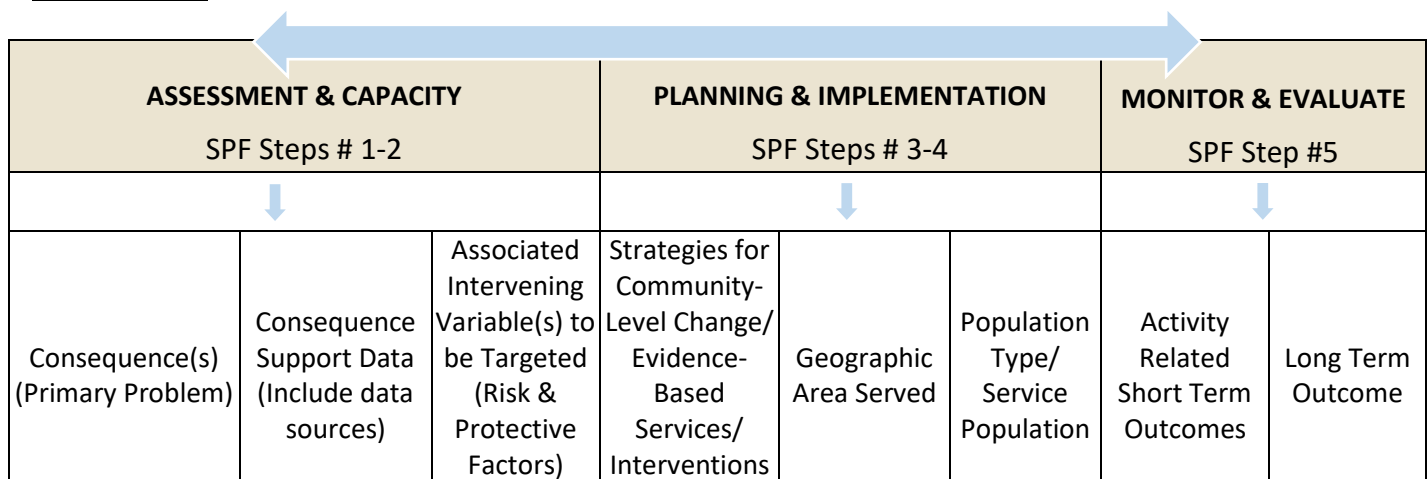 ASSESSMENT & CAPACITY
SPF Steps # 1-2
PLANNING & IMPLEMENTATION
SPF Steps # 3-4
MONITOR & EVALUATE
SPF Step #5
Consequence(s)
(Primary Problem)
Consequence
Support Data
(Include data
sources)
Associated
Intervening
Variable(s) to
be Targeted
(Risk &
Protective
Factors)
Strategies for
Community-
Level Change/
Evidence-
Based
Services/
Interventions
Geographic
Area Served
Population
Type/
Service
Population
Activity
Related
Short Term
Outcomes
Long Term
Outcome